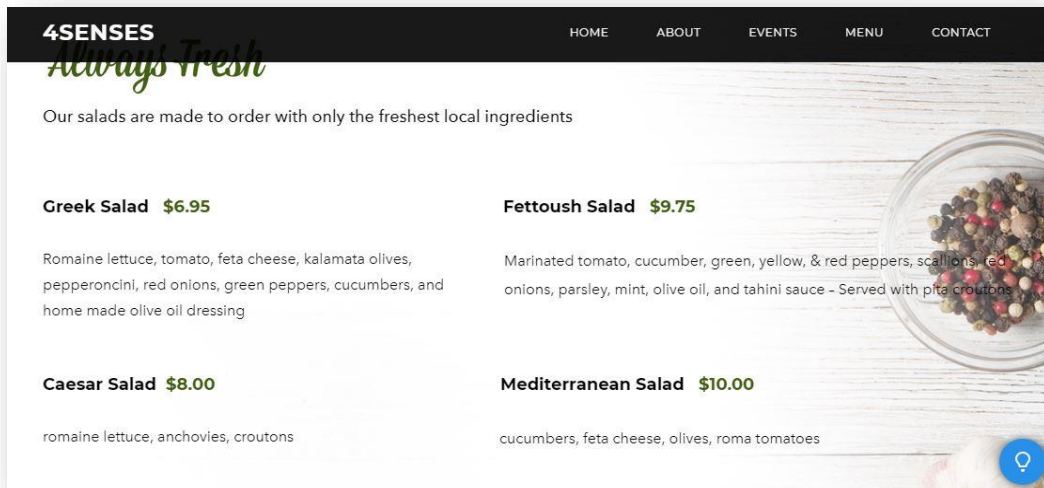 4SENSES
HOME ABOUT EVENTS MENU CONTACT
Always Fresh
Our salads are made to order with only the freshest local ingredients
Greek Salad $6.95
Romaine lettuce, tomato, feta cheese, kalamata olives,
pepperoncini, red onions, green peppers, cucumbers, and
home made olive oil dressing
Fettoush Salad $9.75
Marinated tomato, cucumber, green, yellow, & red peppers, scallions, red
onions, parsley, mint, olive oil, and tahini sauce – Served with pita croutons
Caesar Salad $8.00
romaine lettuce, anchovies, croutons
Mediterranean Salad $10.00
cucumbers, feta cheese, olives, roma tomatoes